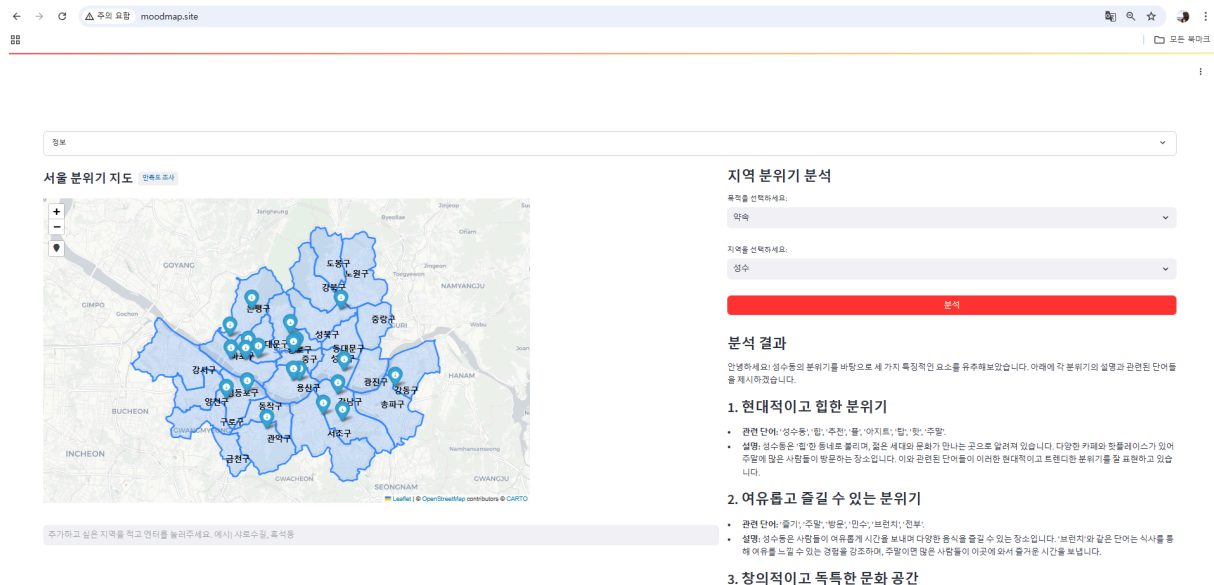 주의 요함
moodmap.site
모든 북마크
정보
서울 분위기 지도
만족도 조사
+
−
Jangheung
Jinjeop
Byeollae
Onam
GOYANG
도봉구
노원구
Jingeon
Toegyewon
강북구
NAMYANGJU
은평구
GIMPO
Gochon
중랑구
GURI
Wabu
성북구
동대문구
중구
강서구
HANAM
광진구
강동구
용산구
영등포구
양천구
강남구
송파구
동작구
BUCHEON
구로구
GWANGMYEONG
서초구
관악구
INCHEON
금천구
Namhansanseong
GWACHEON
SEONGNAM
GWANGJU
Leaflet | © OpenStreetMap contributors © CARTO
추가하고 싶은 지역을 적고 엔터를 눌러주세요. 예시) 샤로수길, 흑석동
지역 분위기 분석
목적을 선택하세요:
약속
지역을 선택하세요:
성수
분석
분석 결과
안녕하세요! 성수동의 분위기를 바탕으로 세 가지 특징적인 요소를 유추해보았습니다. 아래에 각 분위기의 설명과 관련된 단어들
을 제시하겠습니다.
1. 현대적이고 힙한 분위기
관련 단어: '성수동', '힙', '추천', '풀', '아지트', '탑', '핫', '주말'.
설명: 성수동은 '힙'한 동네로 불리며, 젊은 세대와 문화가 만나는 곳으로 알려져 있습니다. 다양한 카페와 핫플레이스가 있어
주말에 많은 사람들이 방문하는 장소입니다. 이와 관련된 단어들이 이러한 현대적이고 트렌디한 분위기를 잘 표현하고 있습
니다.
2. 여유롭고 즐길 수 있는 분위기
관련 단어: '즐기', '주말', '방문', '민수', '브런치', '전부'.
설명: 성수동은 사람들이 여유롭게 시간을 보내며 다양한 음식을 즐길 수 있는 장소입니다. '브런치'와 같은 단어는 식사를 통
해 여유를 느낄 수 있는 경험을 강조하며, 주말이면 많은 사람들이 이곳에 와서 즐거운 시간을 보냅니다.
3. 창의적이고 독특한 문화 공간